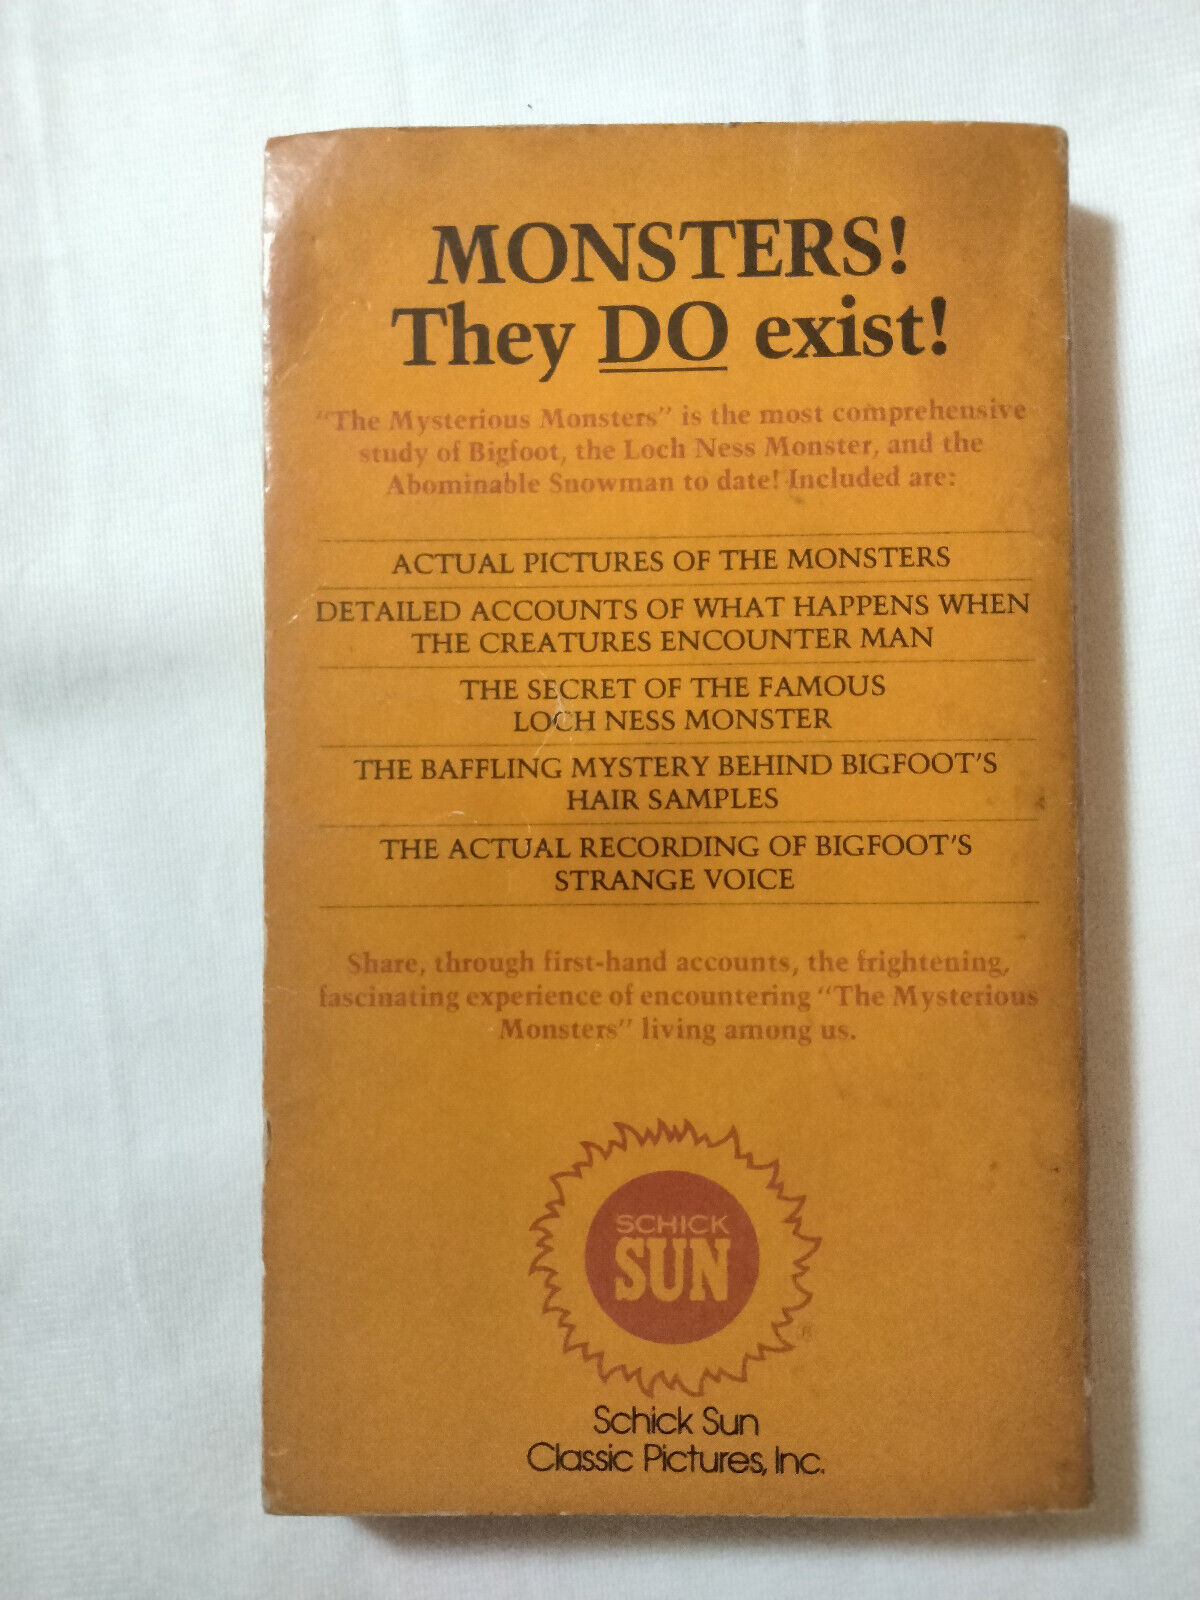 MONSTERS!
They DO exist!
"The Mysterious Monsters" is the most comprehensive
study of Bigfoot, the Loch Ness Monster, and the
Abominable Snowman to date! Included are:
ACTUAL PICTURES OF THE MONSTERS
DETAILED ACCOUNTS OF WHAT HAPPENS WHEN
THE CREATURES ENCOUNTER MAN
THE SECRET OF THE FAMOUS
LOCH NESS MONSTER
THE BAFFLING MYSTERY BEHIND BIGFOOT'S
HAIR SAMPLES
THE ACTUAL RECORDING OF BIGFOOT'S
STRANGE VOICE
Share, through first-hand accounts, the frightening,
fascinating experience of encountering "The Mysterious
Monsters" living among us.
SCHICK
SUN
®
Schick Sun
Classic Pictures, Inc.